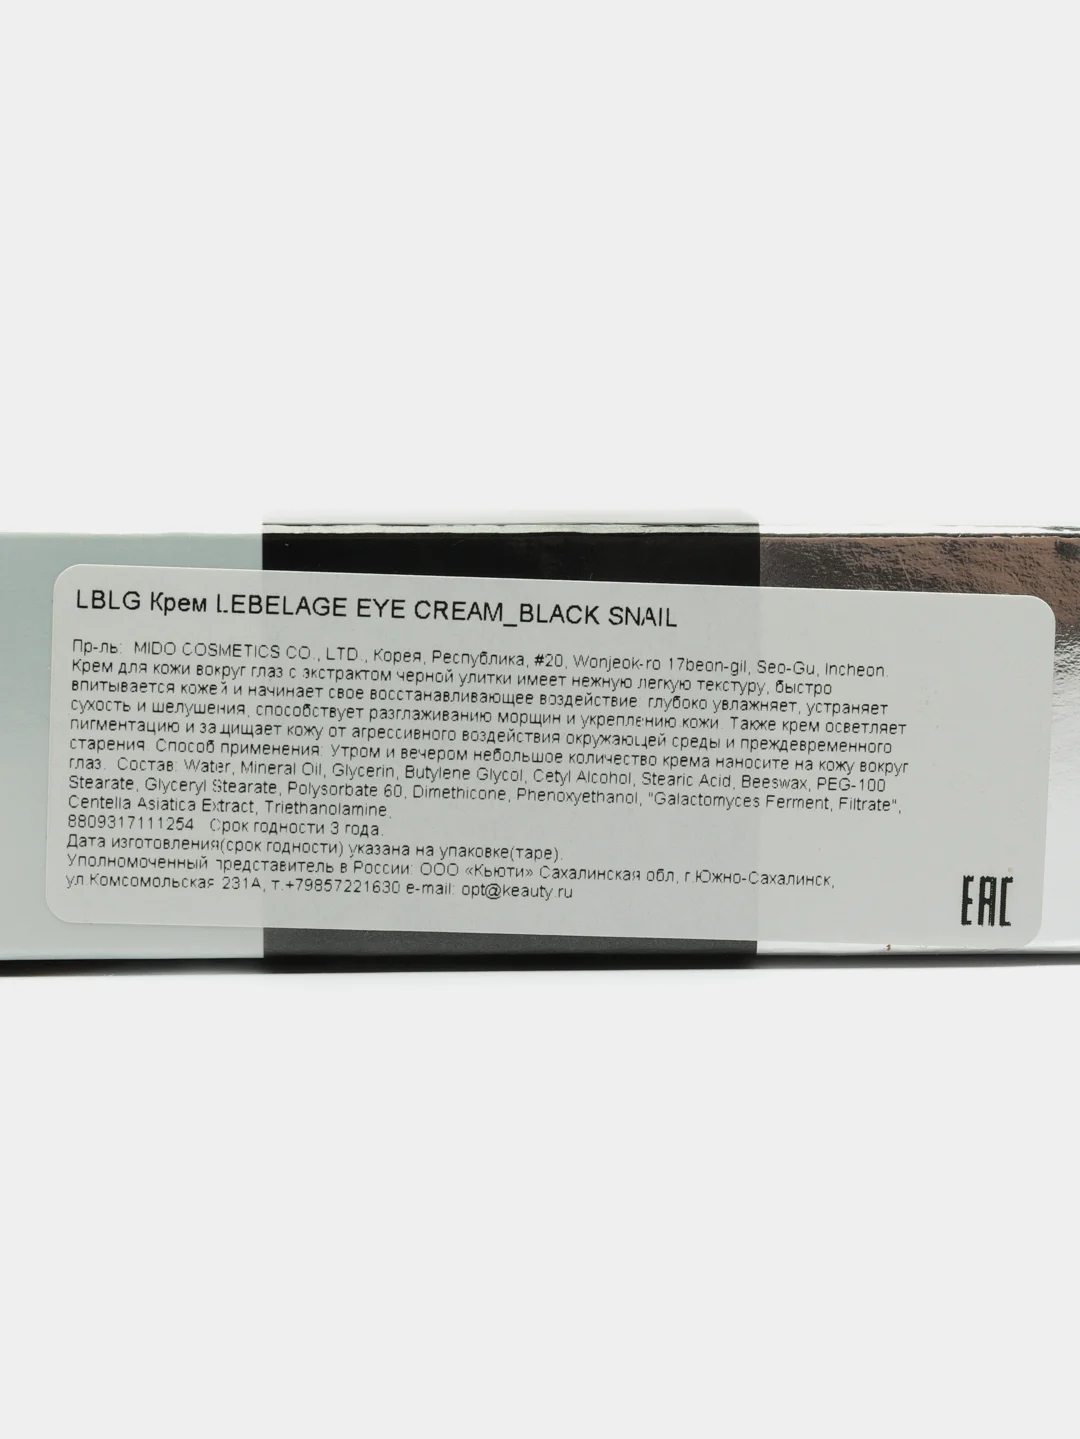 LBLG Крем LEBELAGE EYE CREAM_BLACK SNAIL
Пр-ль: MIDO COSMETICS CO., LTD., Корея, Республика, #20, Wonjeok-ro 17beon-gil, Seo-Gu, Incheon.
Крем для кожи вокруг глаз с экстрактом черной улитки имеет нежную легкую текстуру, быстро
впитывается кожей и начинает свое восстанавливающее воздействие: глубоко увлажняет, устраняет
сухость и шелушения, способствует разглаживанию морщин и укреплению кожи. Также крем осветляет
пигментацию и защищает кожу от агрессивного воздействия окружающей среды и преждевременного
старения. Способ применения: Утром и вечером небольшое количество крема наносите на кожу вокруг
глаз. Состав: Water, Mineral Oil, Glycerin, Butylene Glycol, Cetyl Alcohol, Stearic Acid, Beeswax, PEG-100
Stearate, Glyceryl Stearate, Polysorbate 60, Dimethicone, Phenoxyethanol, "Galactomyces Ferment, Filtrate",
Centella Asiatica Extract, Triethanolamine,
8809317111254 Срок годности 3 года.
Дата изготовления(срок годности) указана на упаковке(таре).
Уполномоченный представитель в России: ООО «Кьюти» Сахалинская обл, г.Южно-Сахалинск,
ул.Комсомольская 231А, т.+79857221630 e-mail: opt@keauty.ru
EAC